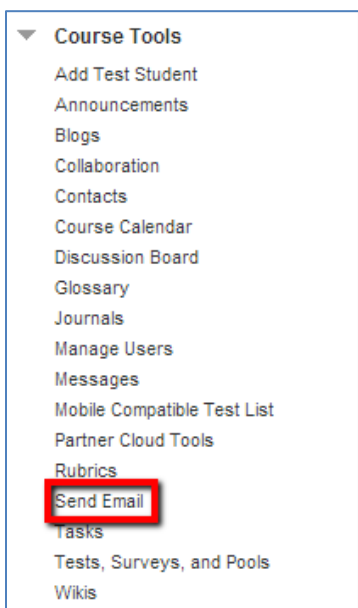 Course Tools
Add Test Student
Announcements
Blogs
Collaboration
Contacts
Course Calendar
Discussion Board
Glossary
Journals
Manage Users
Messages
Mobile Compatible Test List
Partner Cloud Tools
Rubrics
Send Email
Tasks
Tests, Surveys, and Pools
Wikis